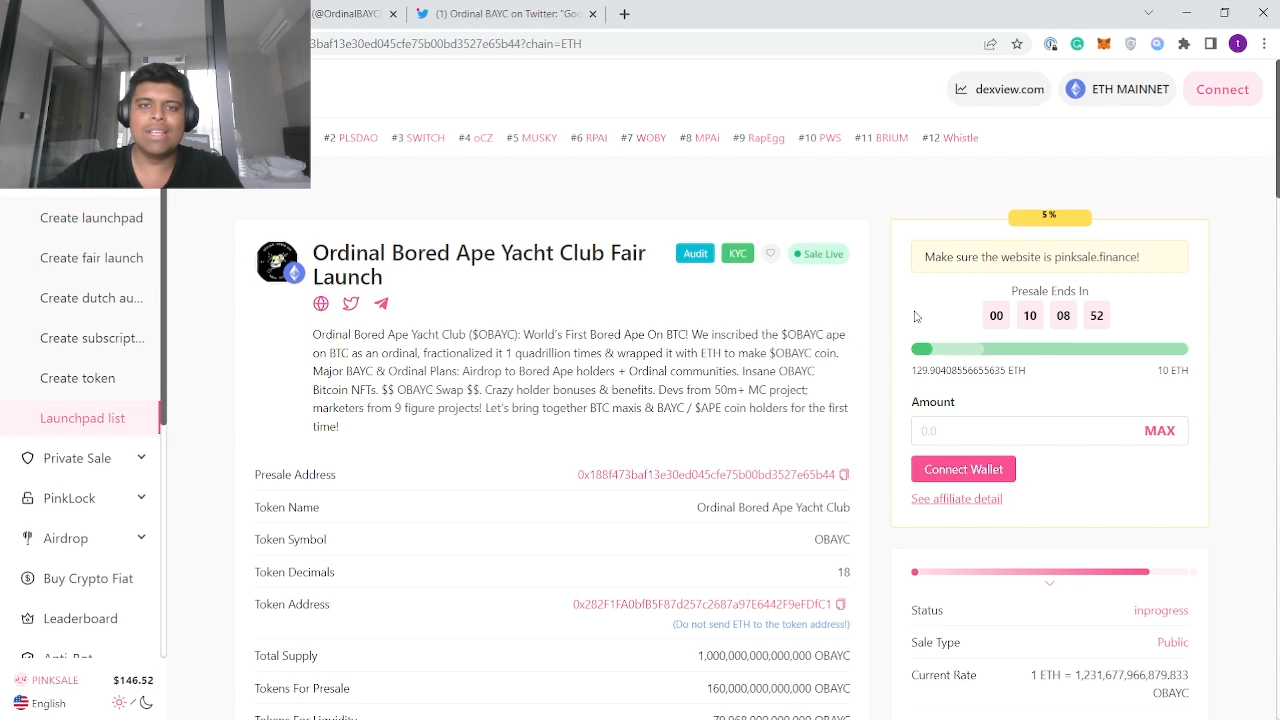 (@OrdinalBAYC)
(1) Ordinal BAYC on Twitter: "Goo
3baf13e30ed045cfe75b00bd3527e65b44?chain=ETH
t
dexview.com
ETH MAINNET
Connect
#2 PLSDAO #3 SWITCH #4 oCZ #5 MUSKY #6 RPAI #7 WOBY #8 MPAi #9 RapEgg #10 PWS #11 BRIUM #12 Whistle
Create launchpad
Create fair launch
Create dutch au...
Create subscript...
Create token
Launchpad list
Private Sale
PinkLock
Airdrop
Buy Crypto Fiat
Leaderboard
Anti-Bot
PINKSALE $146.52
English
Ordinal Bored Ape Yacht Club Fair
Launch
Audit
KYC
Sale Live
Ordinal Bored Ape Yacht Club ($OBAYC): World's First Bored Ape On BTC! We inscribed the $OBAYC ape
on BTC as an ordinal, fractionalized it 1 quadrillion times & wrapped it with ETH to make $OBAYC coin.
Major BAYC & Ordinal Plans: Airdrop to Bored Ape holders + Ordinal communities. Insane OBAYC
Bitcoin NFTs. $$ OBAYC Swap $$. Crazy holder bonuses & benefits. Devs from 50m+ MC project;
marketers from 9 figure projects! Let's bring together BTC maxis & BAYC / $APE coin holders for the first
time!
Presale Address 0x188f473baf13e30ed045cfe75b00bd3527e65b44
Token Name Ordinal Bored Ape Yacht Club
Token Symbol OBAYC
Token Decimals 18
Token Address 0x282F1FA0bfB5F87d257c2687a97E6442F9eFDfC1
(Do not send ETH to the token address!)
Total Supply 1,000,000,000,000,000 OBAYC
Tokens For Presale 160,000,000,000,000 OBAYC
Tokens For Liquidity 79,968,000,000,000 OBAYC
5 %
Make sure the website is pinksale.finance!
Presale Ends In
00 10 08 52
129.90408556655635 ETH 10 ETH
Amount
0.0 MAX
Connect Wallet
See affiliate detail
Status inprogress
Sale Type Public
Current Rate 1 ETH = 1,231,677,966,879.833
OBAYC